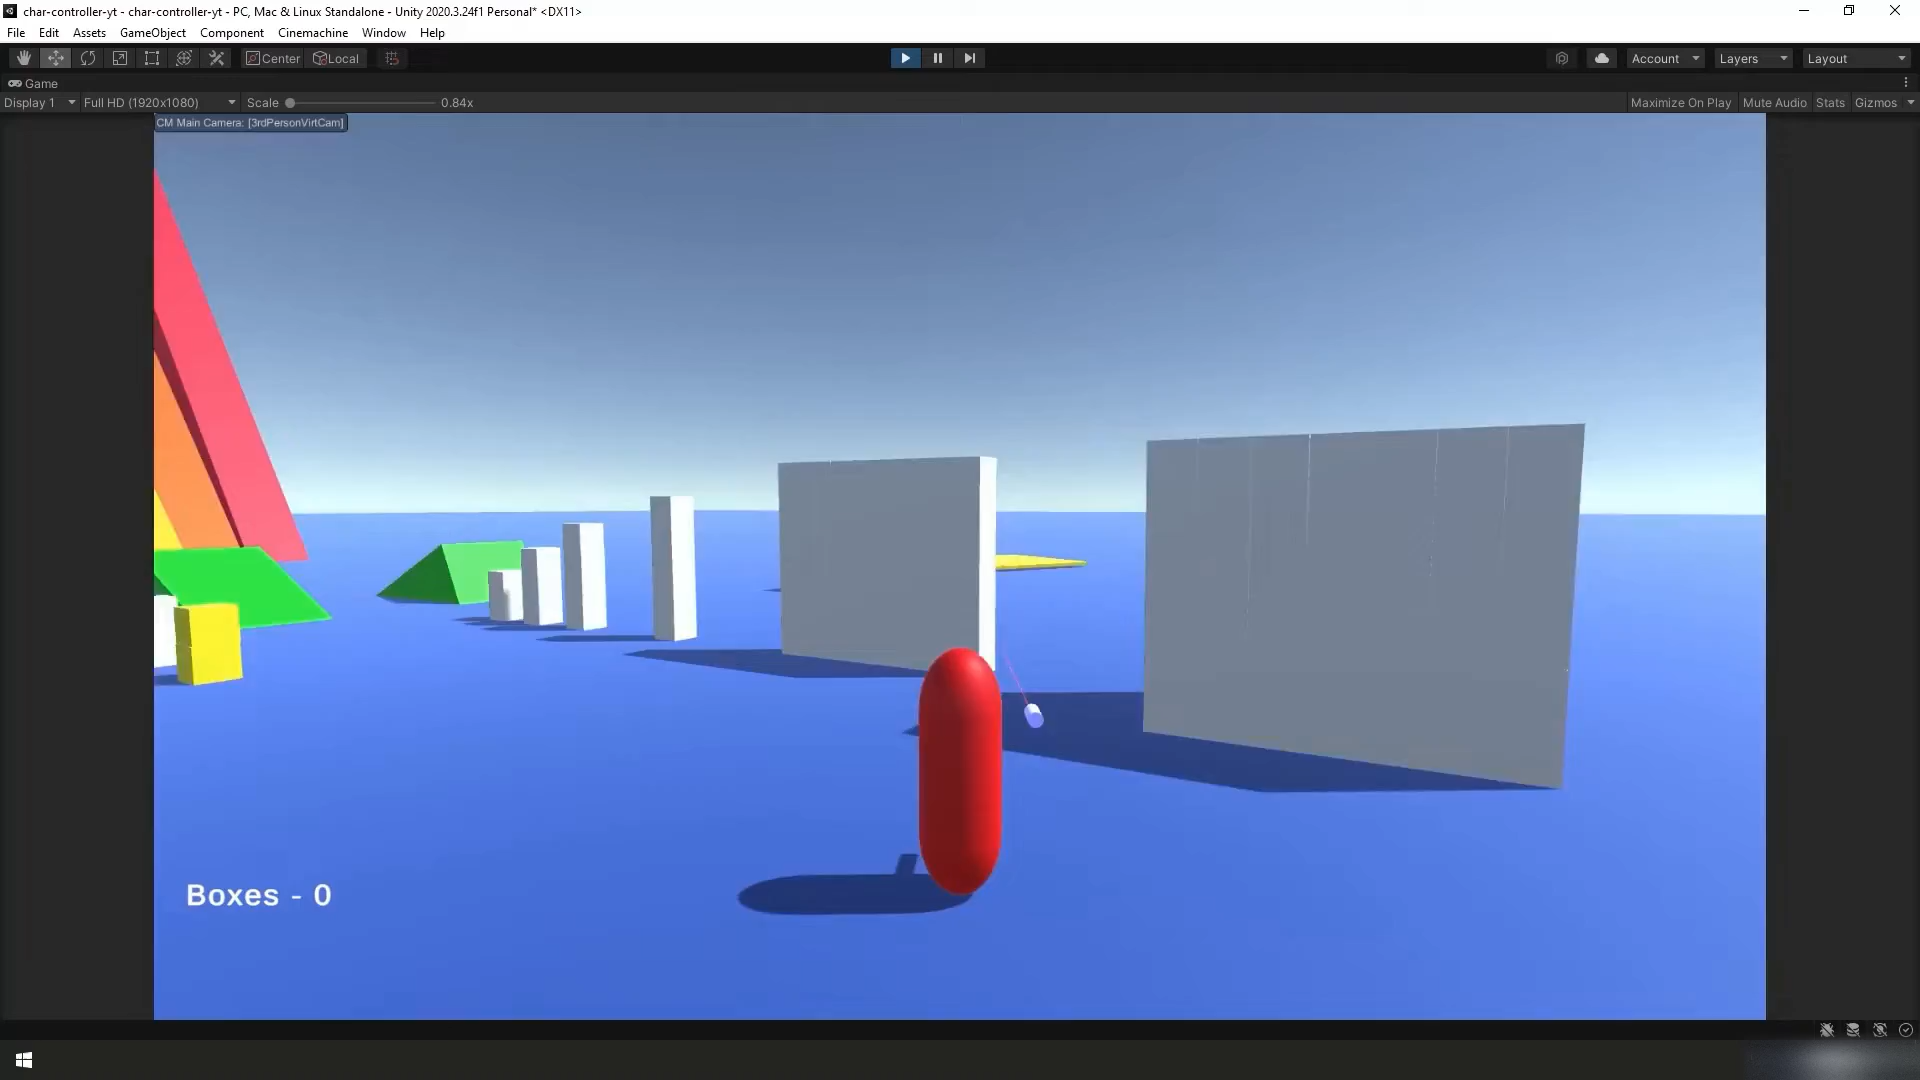 char-controller-yt - char-controller-yt - PC, Mac & Linux Standalone - Unity 2020.3.24f1 Personal* <DX11>
File Edit Assets GameObject Component Cinemachine Window Help
Center Local Account Layers Layout
Game
Display 1 Full HD (1920x1080) Scale 0.84x Maximize On Play Mute Audio Stats Gizmos
CM Main Camera: [3rdPersonVirtCam]
Boxes - 0